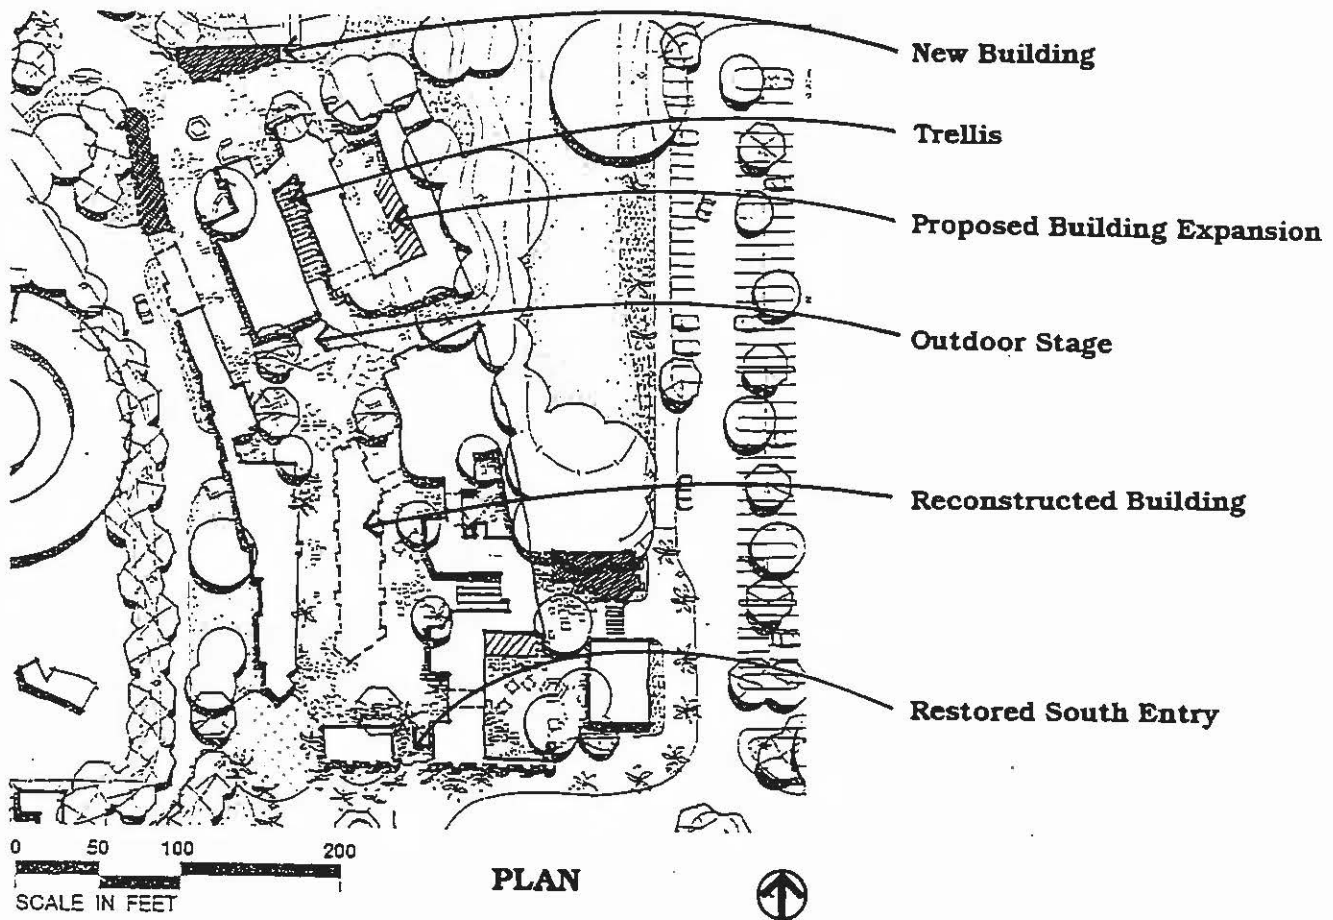 New Building
Trellis
Proposed Building Expansion
Outdoor Stage
Reconstructed Building
Restored South Entry
0 50 100 200
SCALE IN FEET
PLAN